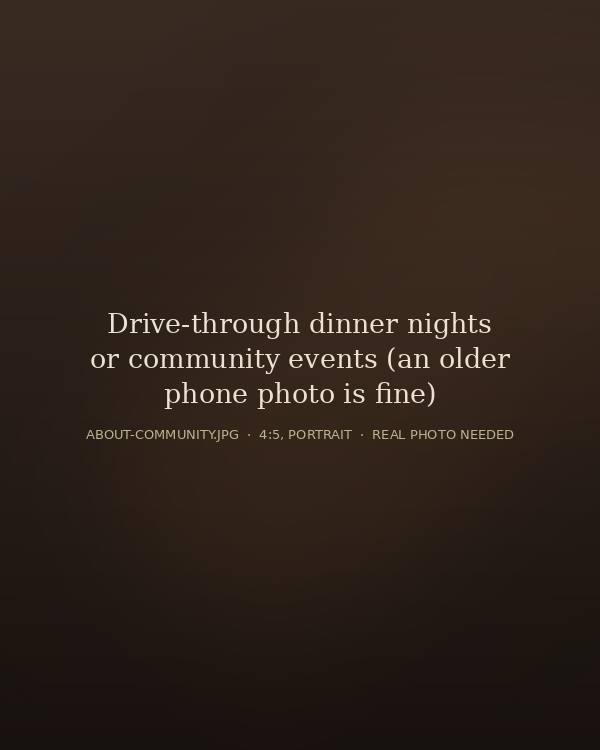 Drive-through dinner nights
or community events (an older
phone photo is fine)
ABOUT-COMMUNITY.JPG · 4:5, PORTRAIT · REAL PHOTO NEEDED